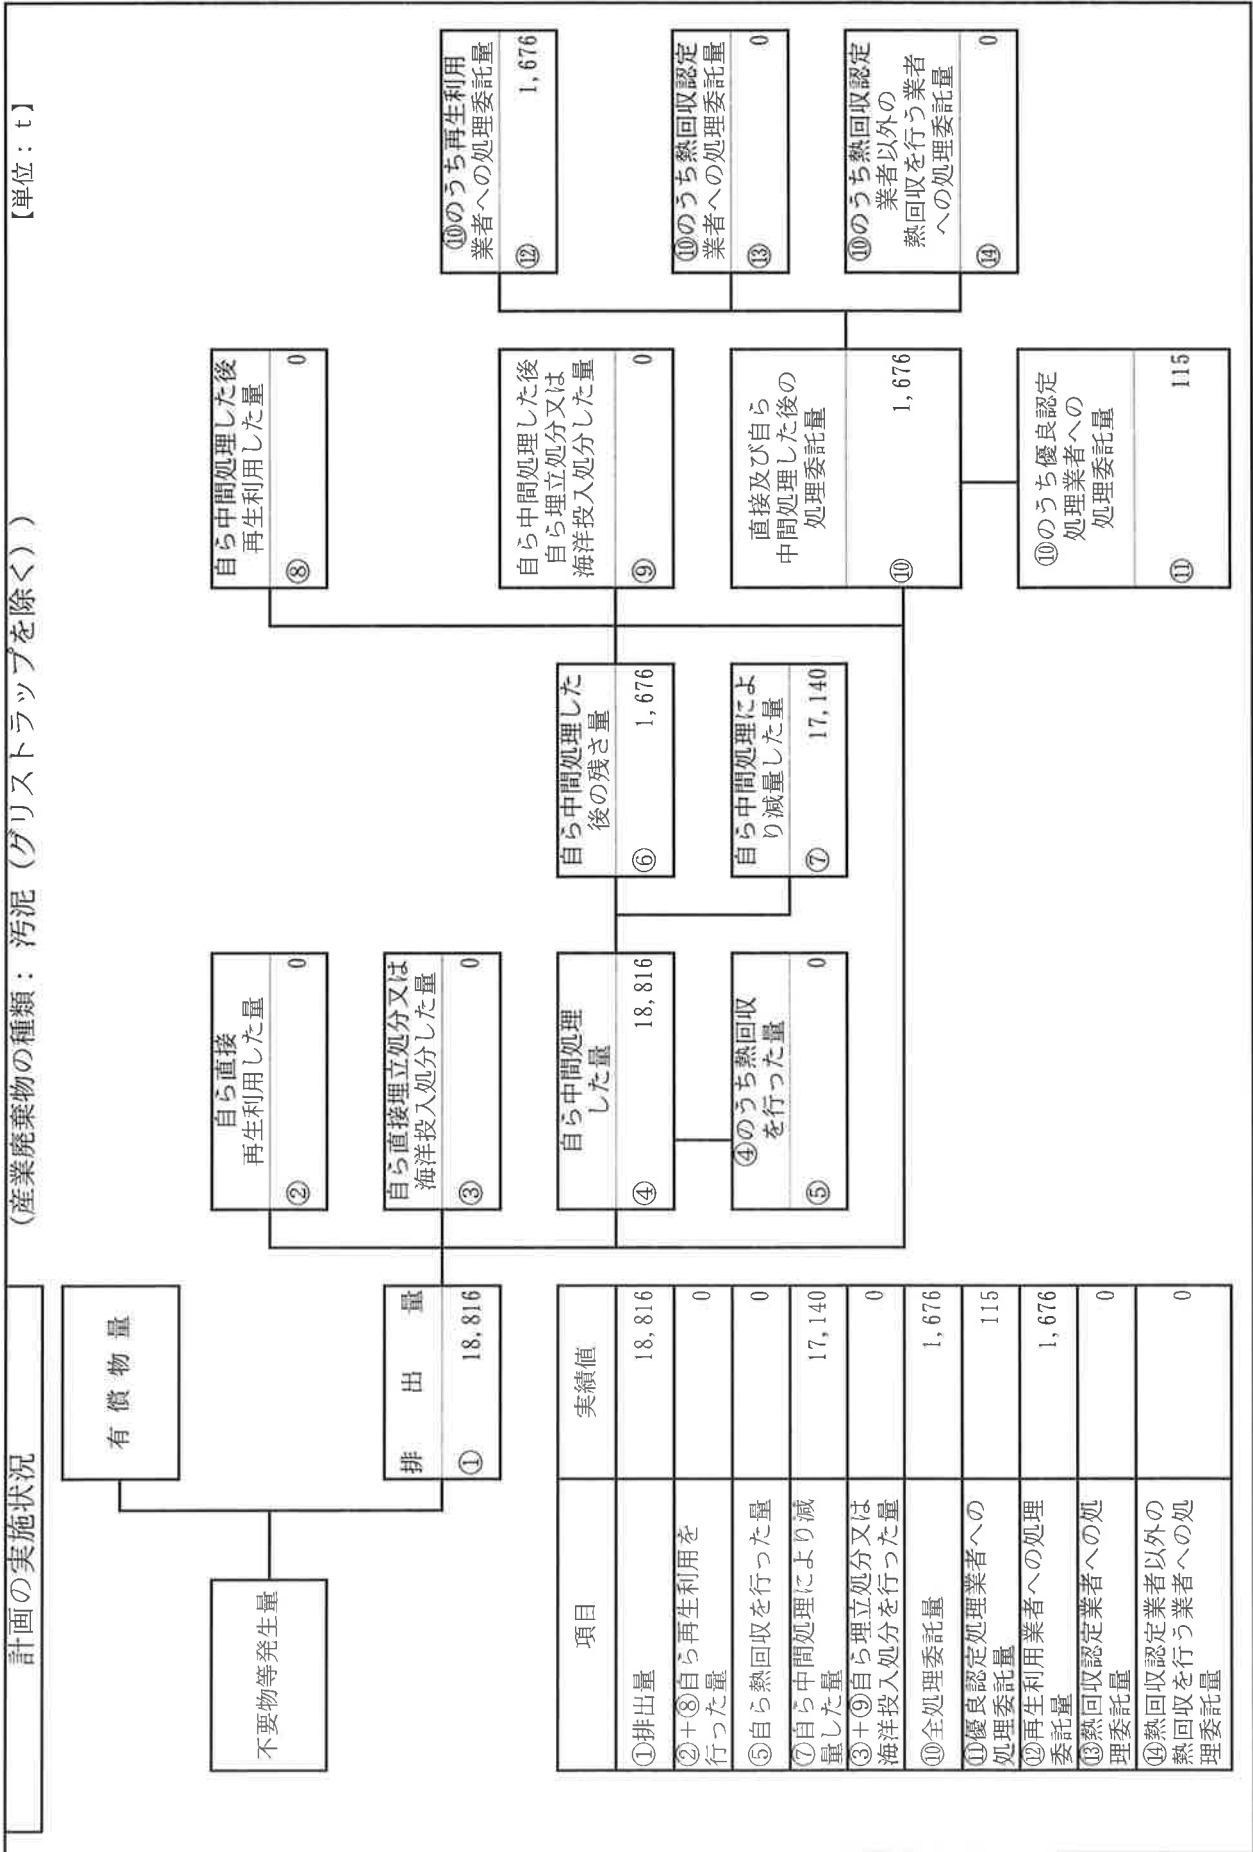 計画の実施状況
(産業廃棄物の種類： 汚泥（グリストラップを除く）)
【単位：t】
不要物等発生量
有 償 物 量
排 出 量
① 18,816
自ら直接
再生利用した量
② 0
自ら直接埋立処分又は
海洋投入処分した量
③ 0
自ら中間処理
した量
④ 18,816
④のうち熱回収
を行った量
⑤ 0
自ら中間処理した
後の残さ量
⑥ 1,676
自ら中間処理によ
り減量した量
⑦ 17,140
自ら中間処理した後
再生利用した量
⑧ 0
自ら中間処理した後
自ら埋立処分又は
海洋投入処分した量
⑨ 0
直接及び自ら
中間処理した後の
処理委託量
⑩ 1,676
⑩のうち優良認定
処理業者への
処理委託量
⑪ 115
⑩のうち再生利用
業者への処理委託量
⑫ 1,676
⑩のうち熱回収認定
業者への処理委託量
⑬ 0
⑩のうち熱回収認定
業者以外の
熱回収を行う業者
への処理委託量
⑭ 0
項目 実績値
①排出量 18,816
②＋⑧自ら再生利用を
行った量 0
⑤自ら熱回収を行った量 0
⑦自ら中間処理により減
量した量 17,140
③＋⑨自ら埋立処分又は
海洋投入処分を行った量 0
⑩全処理委託量 1,676
⑪優良認定処理業者への
処理委託量 115
⑫再生利用業者への処理
委託量 1,676
⑬熱回収認定業者への処
理委託量 0
⑭熱回収認定業者以外の
熱回収を行う業者への処
理委託量 0